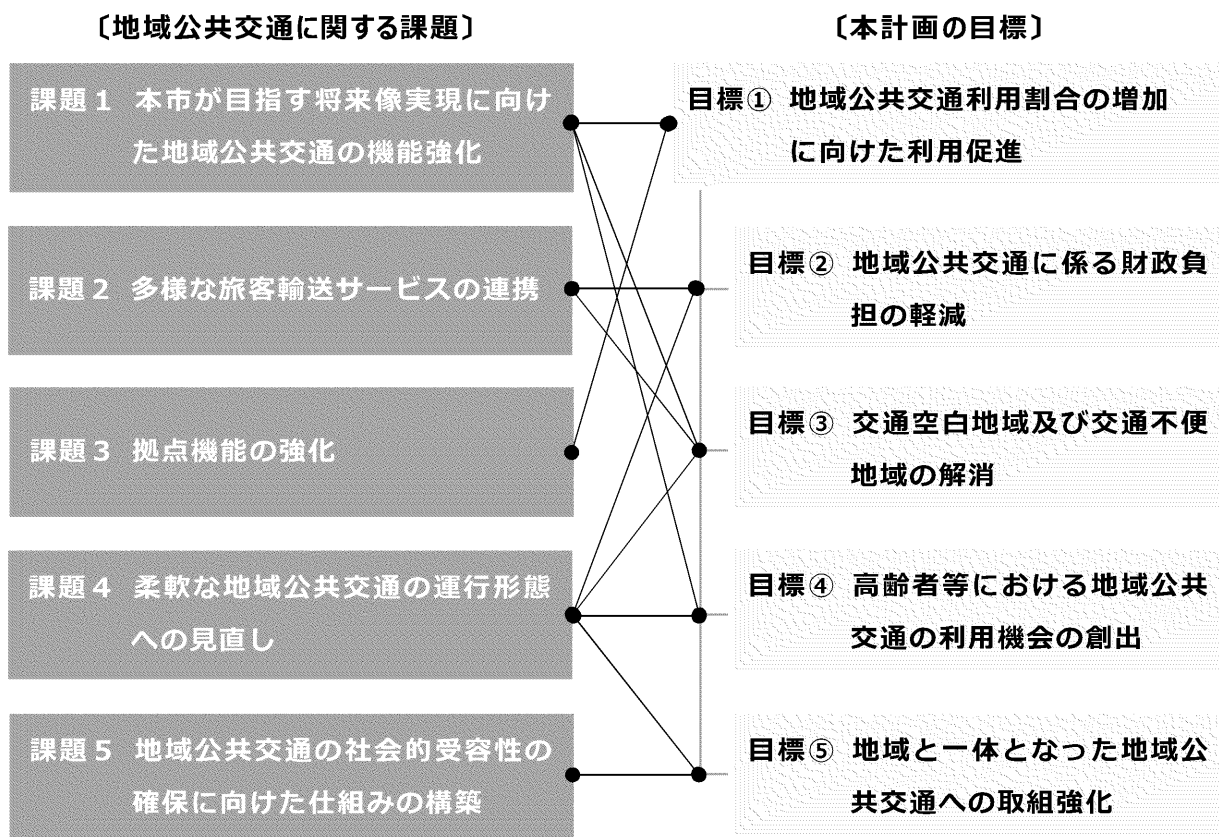 〔地域公共交通に関する課題〕
課題１ 本市が目指す将来像実現に向け
た地域公共交通の機能強化
課題２ 多様な旅客輸送サービスの連携
課題３ 拠点機能の強化
課題４ 柔軟な地域公共交通の運行形態
への見直し
課題５ 地域公共交通の社会的受容性の
確保に向けた仕組みの構築
〔本計画の目標〕
目標① 地域公共交通利用割合の増加
に向けた利用促進
目標② 地域公共交通に係る財政負
担の軽減
目標③ 交通空白地域及び交通不便
地域の解消
目標④ 高齢者等における地域公共
交通の利用機会の創出
目標⑤ 地域と一体となった地域公
共交通への取組強化